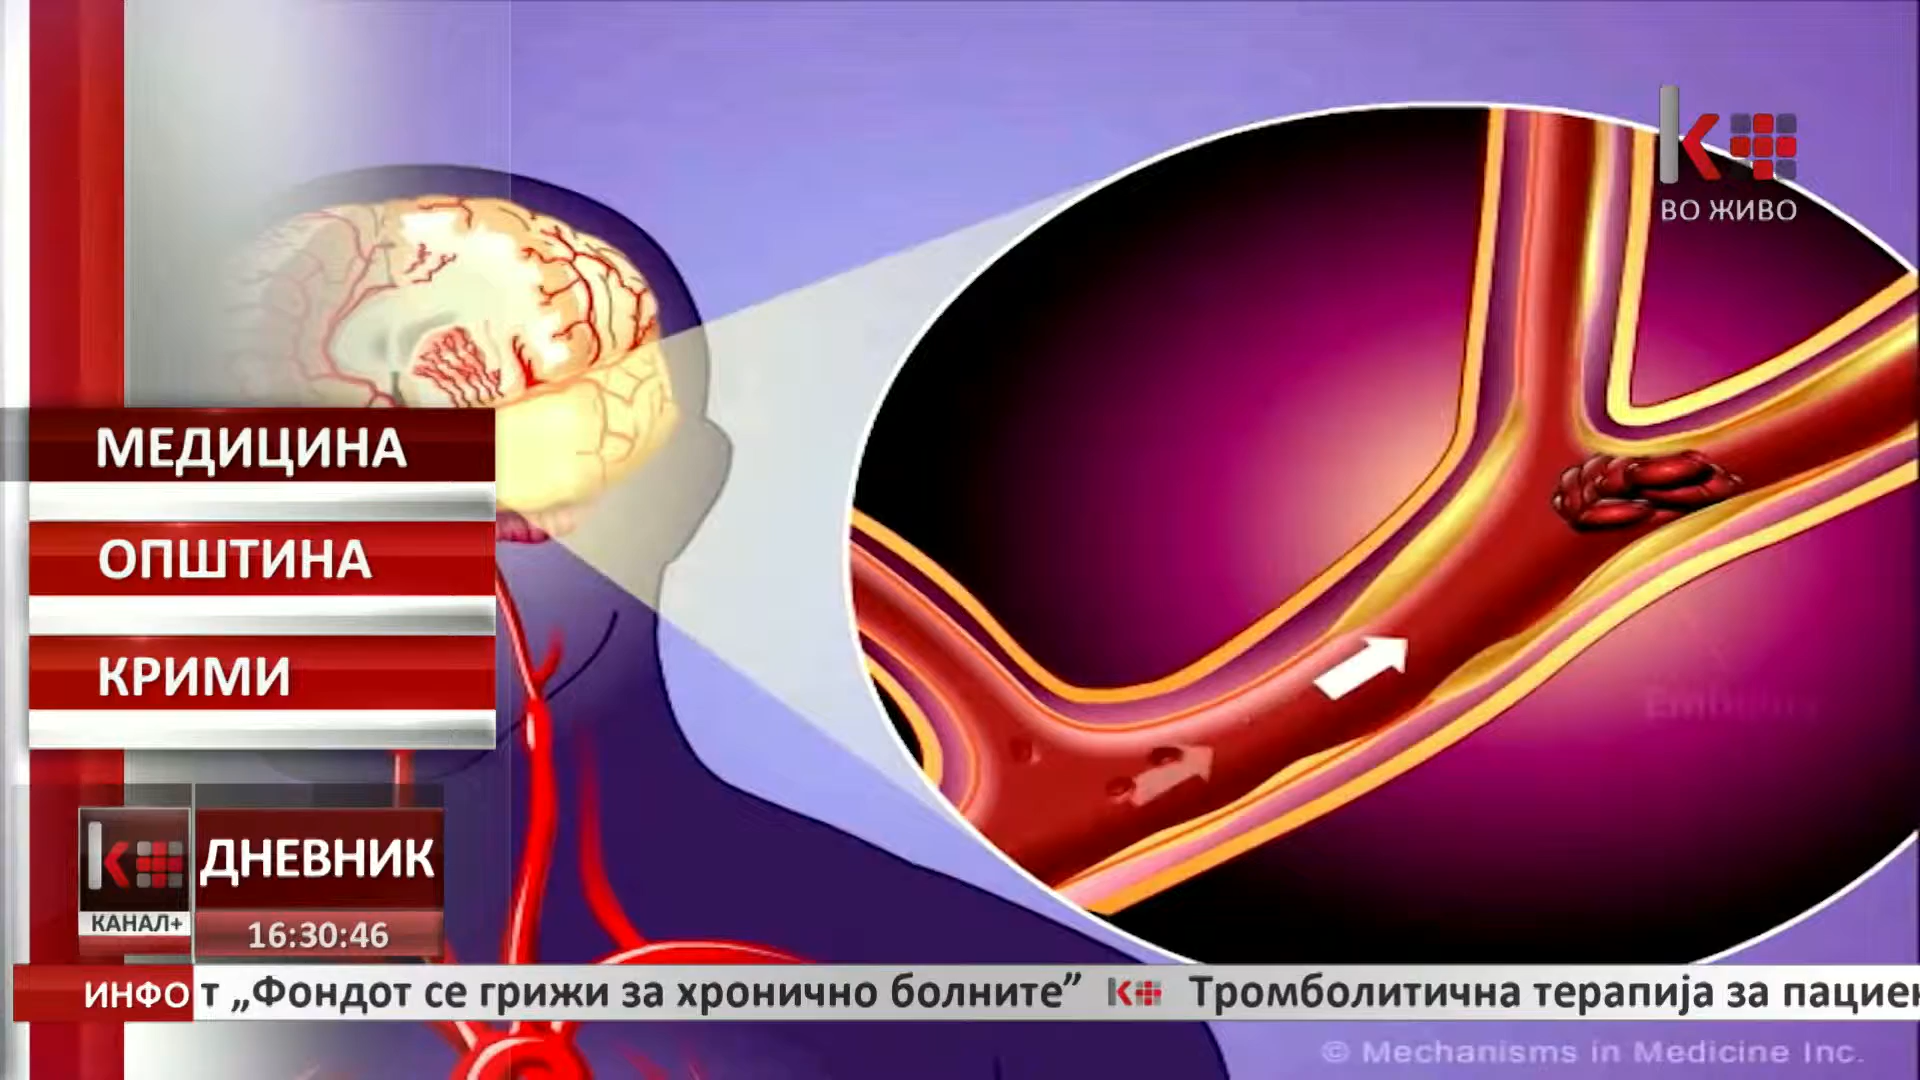 ВО ЖИВО
МЕДИЦИНА
ОПШТИНА
КРИМИ
ДНЕВНИК
КАНАЛ+
16:30:46
ИНФО
т „Фондот се грижи за хронично болните” К+ Тромболитична терапија за пациен
© Mechanisms in Medicine Inc.